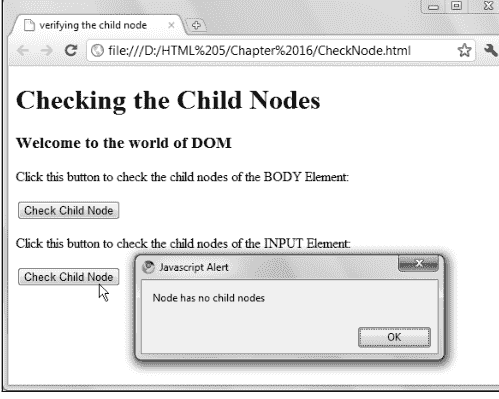 verifying the child node
file:///D:/HTML%205/Chapter%2016/CheckNode.html
Checking the Child Nodes
Welcome to the world of DOM
Click this button to check the child nodes of the BODY Element:
Check Child Node
Click this button to check the child nodes of the INPUT Element:
Check Child Node
Javascript Alert
Node has no child nodes
OK